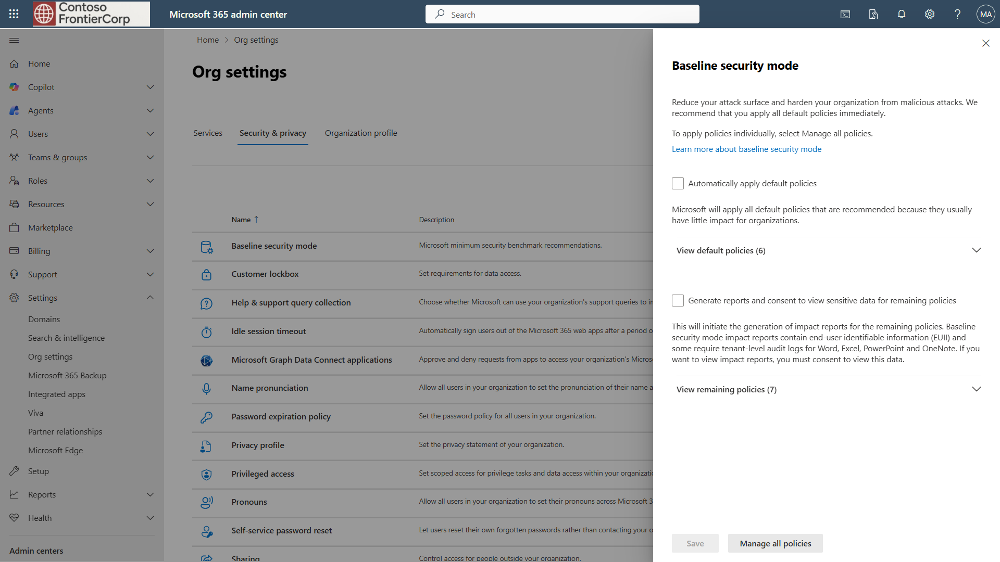 Contoso
FrontierCorp
Microsoft 365 admin center
Search
MA
Home
Copilot
Agents
Users
Teams & groups
Roles
Resources
Marketplace
Billing
Support
Settings
Domains
Search & intelligence
Org settings
Microsoft 365 Backup
Integrated apps
Viva
Partner relationships
Microsoft Edge
Setup
Reports
Health
Admin centers
Home > Org settings
Org settings
Services Security & privacy Organization profile
Name ↑ Description
Baseline security mode Microsoft minimum security benchmark recommendations.
Customer lockbox Set requirements for data access.
Help & support query collection Choose whether Microsoft can use your organization's support queries to
Idle session timeout Automatically sign users out of the Microsoft 365 web apps after a period
Microsoft Graph Data Connect applications Approve and deny requests from apps to access your organization's
Name pronunciation Allow all users in your organization to set the pronunciation of their name
Password expiration policy Set the password policy for all users in your organization.
Privacy profile Set the privacy statement of your organization.
Privileged access Set scoped access for privilege tasks and data access within your
Pronouns Allow all users in your organization to set their pronouns across Microsoft
Self-service password reset Let users reset their own forgotten passwords rather than contacting your
Sharing Control access for people outside your organization.
Baseline security mode
Reduce your attack surface and harden your organization from malicious attacks. We
recommend that you apply all default policies immediately.
To apply policies individually, select Manage all policies.
Learn more about baseline security mode
Automatically apply default policies
Microsoft will apply all default policies that are recommended because they usually
have little impact for organizations.
View default policies (6)
Generate reports and consent to view sensitive data for remaining policies
This will initiate the generation of impact reports for the remaining policies. Baseline
security mode impact reports contain end-user identifiable information (EUII) and
some require tenant-level audit logs for Word, Excel, PowerPoint and OneNote. If you
want to view impact reports, you must consent to view this data.
View remaining policies (7)
Save Manage all policies